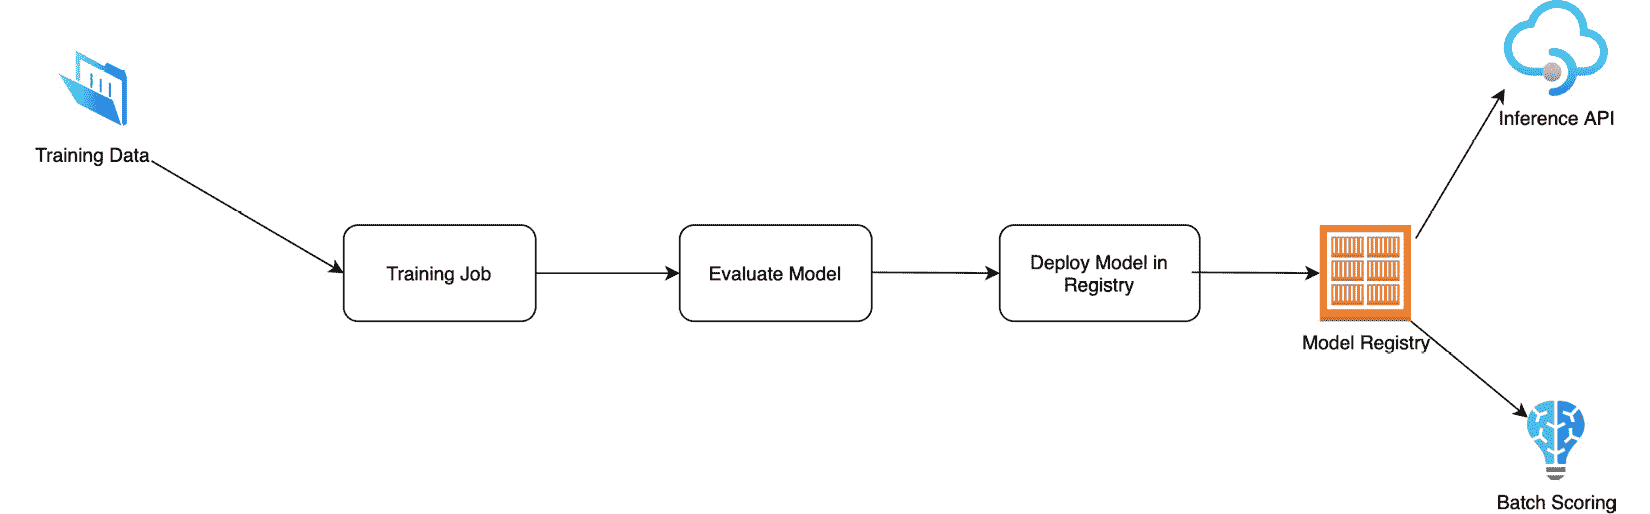 Training Data
Training Job
Evaluate Model
Deploy Model in
Registry
Model Registry
Inference API
Batch Scoring